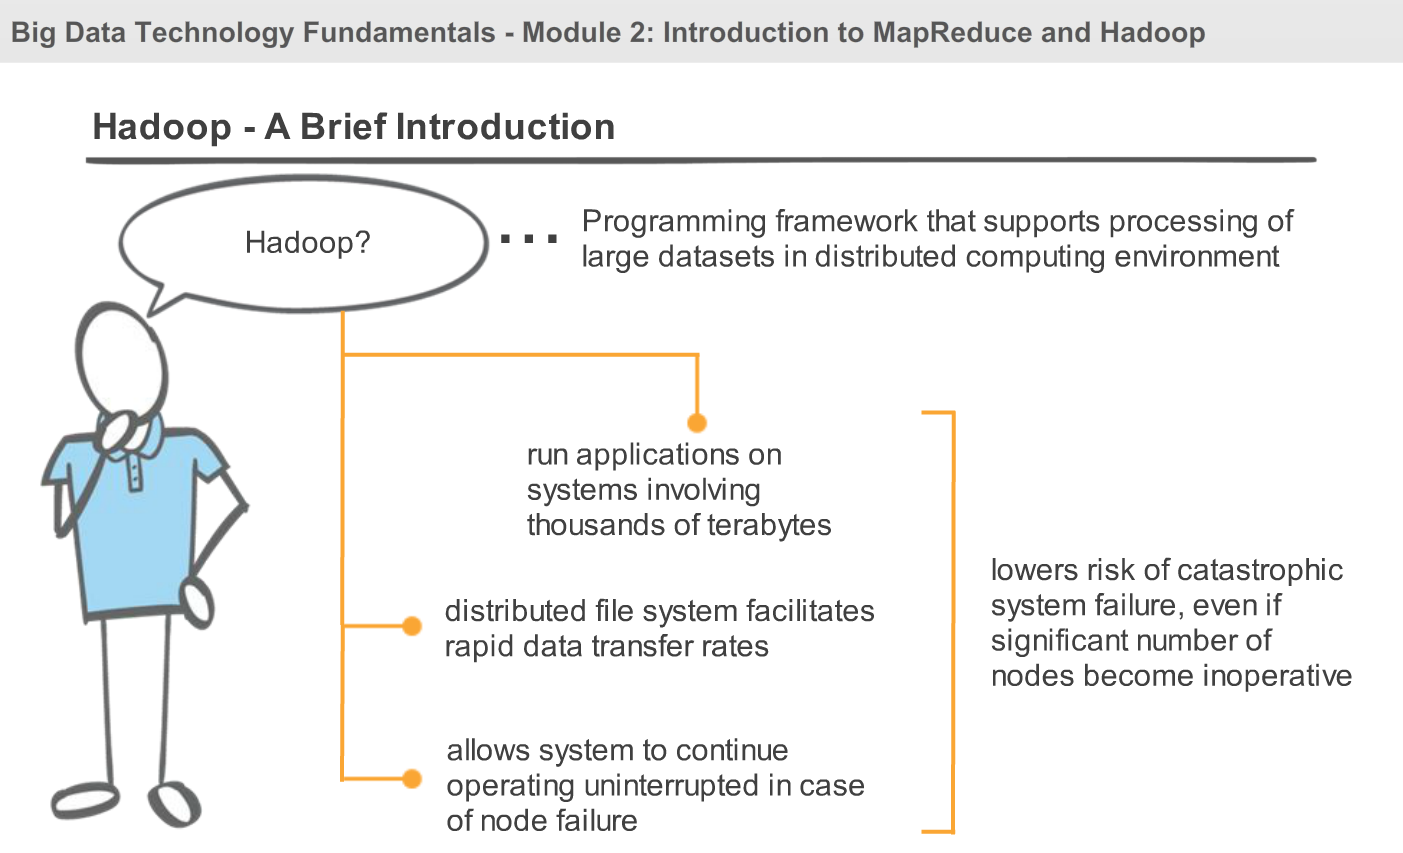 Big Data Technology Fundamentals - Module 2: Introduction to MapReduce and Hadoop
Hadoop - A Brief Introduction
Hadoop?
Programming framework that supports processing of
large datasets in distributed computing environment
run applications on
systems involving
thousands of terabytes
distributed file system facilitates
rapid data transfer rates
allows system to continue
operating uninterrupted in case
of node failure
lowers risk of catastrophic
system failure, even if
significant number of
nodes become inoperative